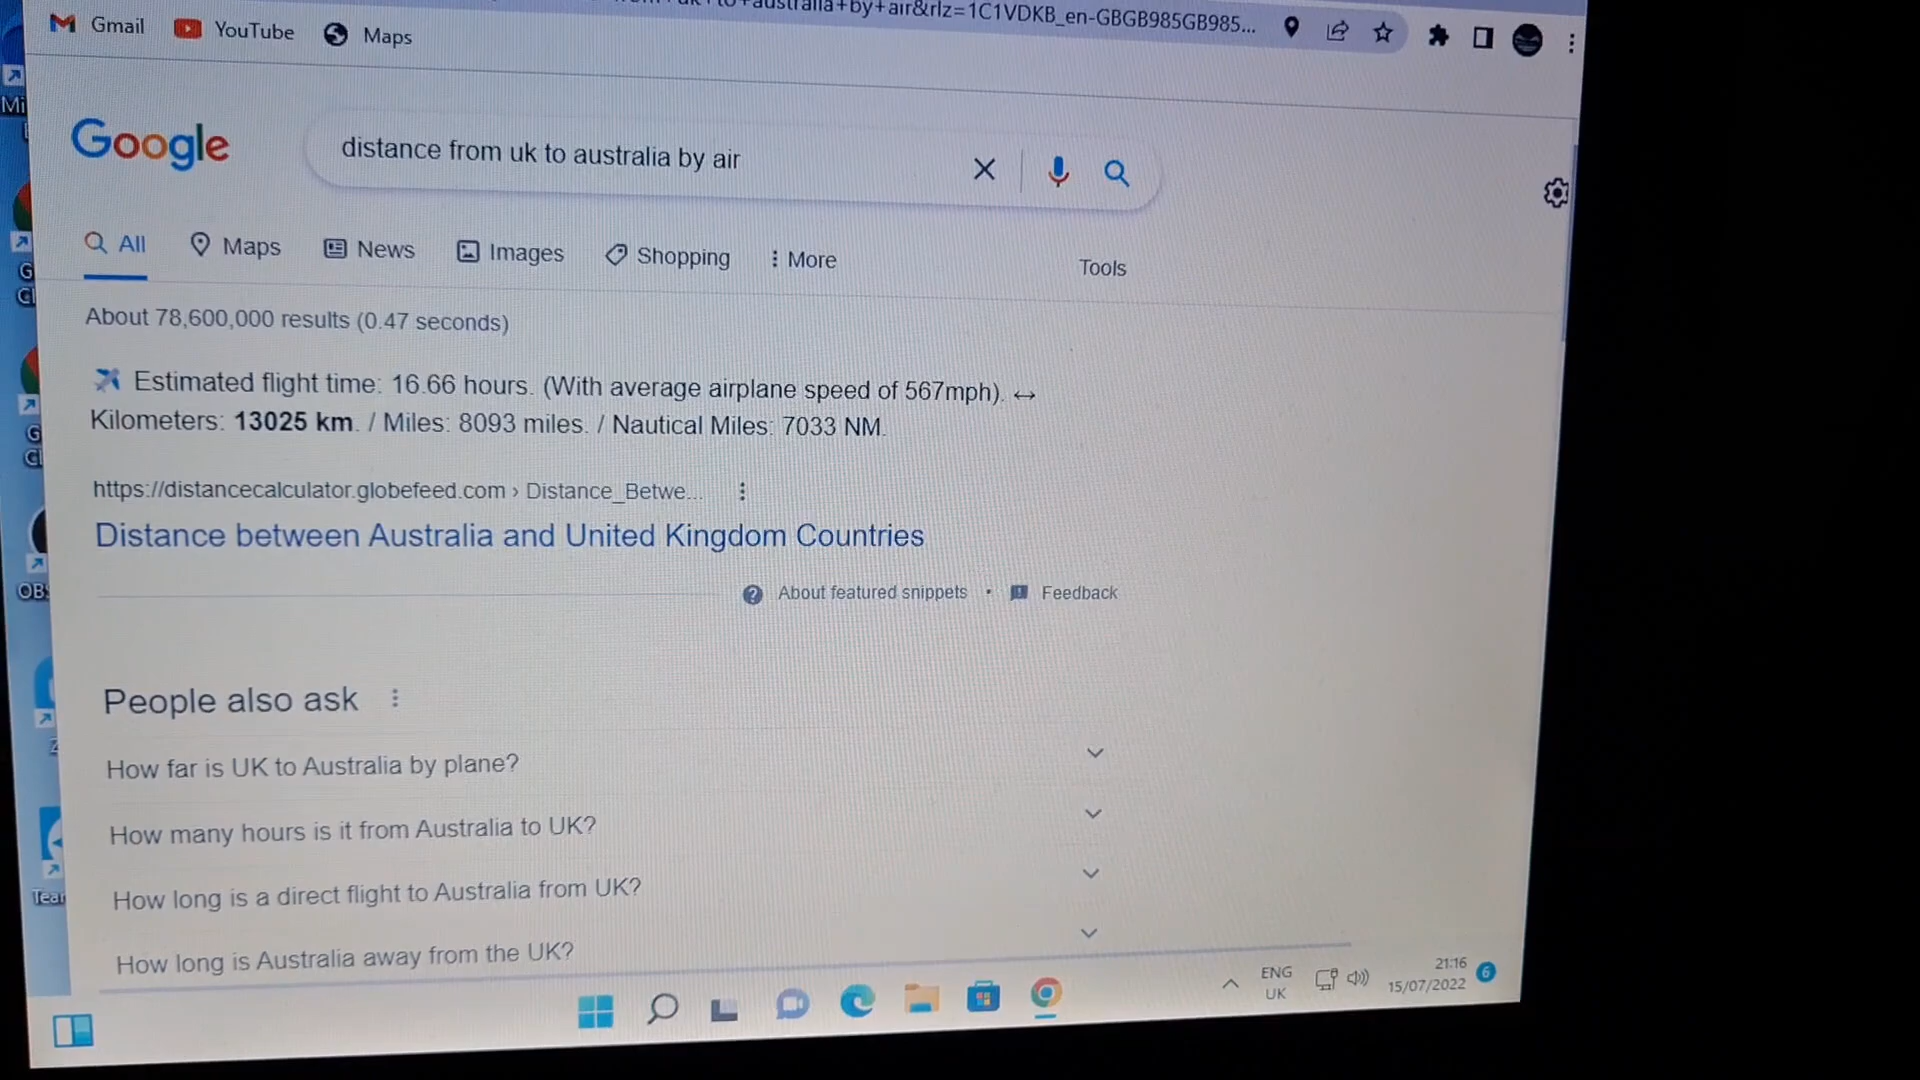 australia+by+air&rlz=1C1VDKB_en-GBGB985GB985...
Gmail YouTube Maps
Mi
Google distance from uk to australia by air
All Maps News Images Shopping More Tools
About 78,600,000 results (0.47 seconds)
Estimated flight time: 16.66 hours. (With average airplane speed of 567mph). ↔
Kilometers: 13025 km. / Miles: 8093 miles. / Nautical Miles: 7033 NM.
https://distancecalculator.globefeed.com › Distance_Betwe...
Distance between Australia and United Kingdom Countries
OBS
About featured snippets • Feedback
People also ask
How far is UK to Australia by plane?
How many hours is it from Australia to UK?
How long is a direct flight to Australia from UK?
Tear
How long is Australia away from the UK?
ENG
UK
21:16
15/07/2022
6